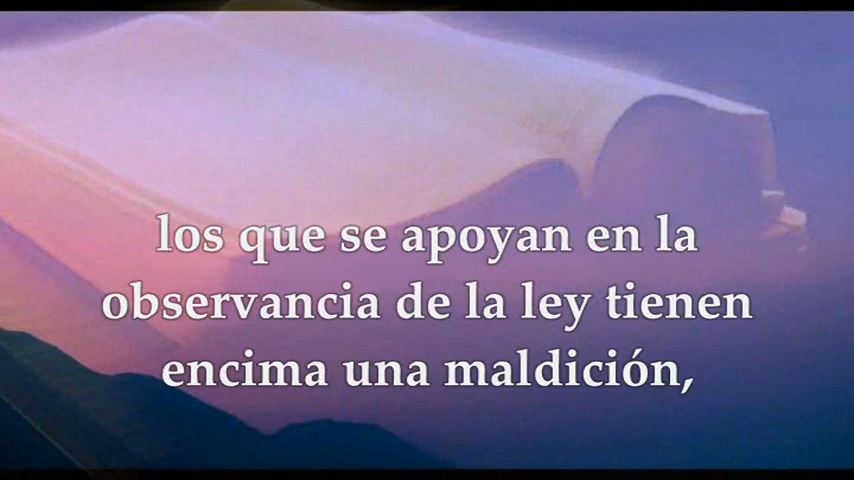 los que se apoyan en la
observancia de la ley tienen
encima una maldición,